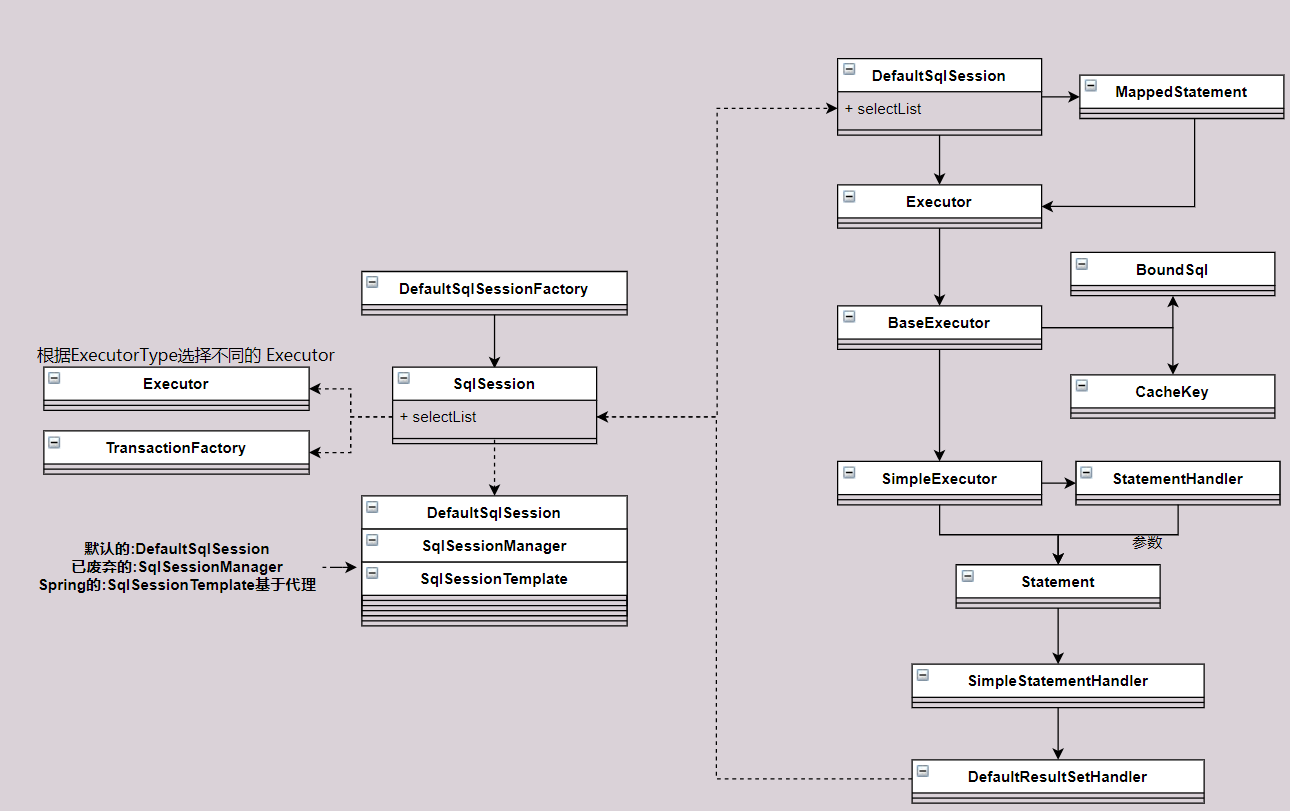 DefaultSqlSession
+ selectList
MappedStatement
Executor
BoundSql
DefaultSqlSessionFactory
BaseExecutor
根据ExecutorType选择不同的 Executor
Executor
SqlSession
+ selectList
CacheKey
TransactionFactory
SimpleExecutor
StatementHandler
DefaultSqlSession
SqlSessionManager
SqlSessionTemplate
默认的:DefaultSqlSession
已废弃的:SqlSessionManager
Spring的:SqlSessionTemplate基于代理
参数
Statement
SimpleStatementHandler
DefaultResultSetHandler